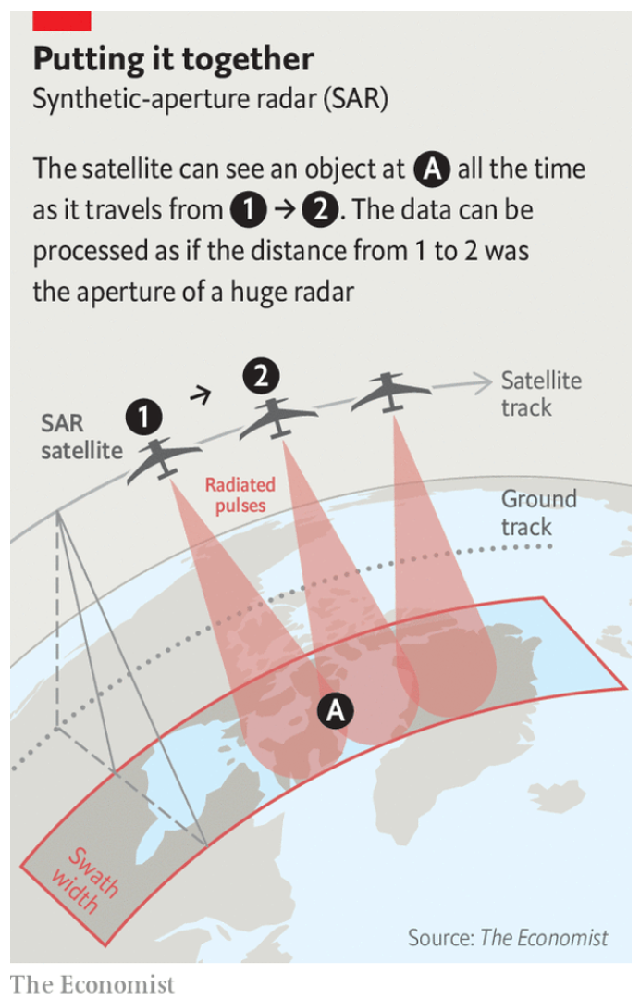 Putting it together
Synthetic-aperture radar (SAR)
The satellite can see an object at A all the time
as it travels from 1 → 2. The data can be
processed as if the distance from 1 to 2 was
the aperture of a huge radar
2
1
→
Satellite
track
SAR
satellite
Radiated
pulses
Ground
track
A
Swath
width
Source: The Economist
The Economist